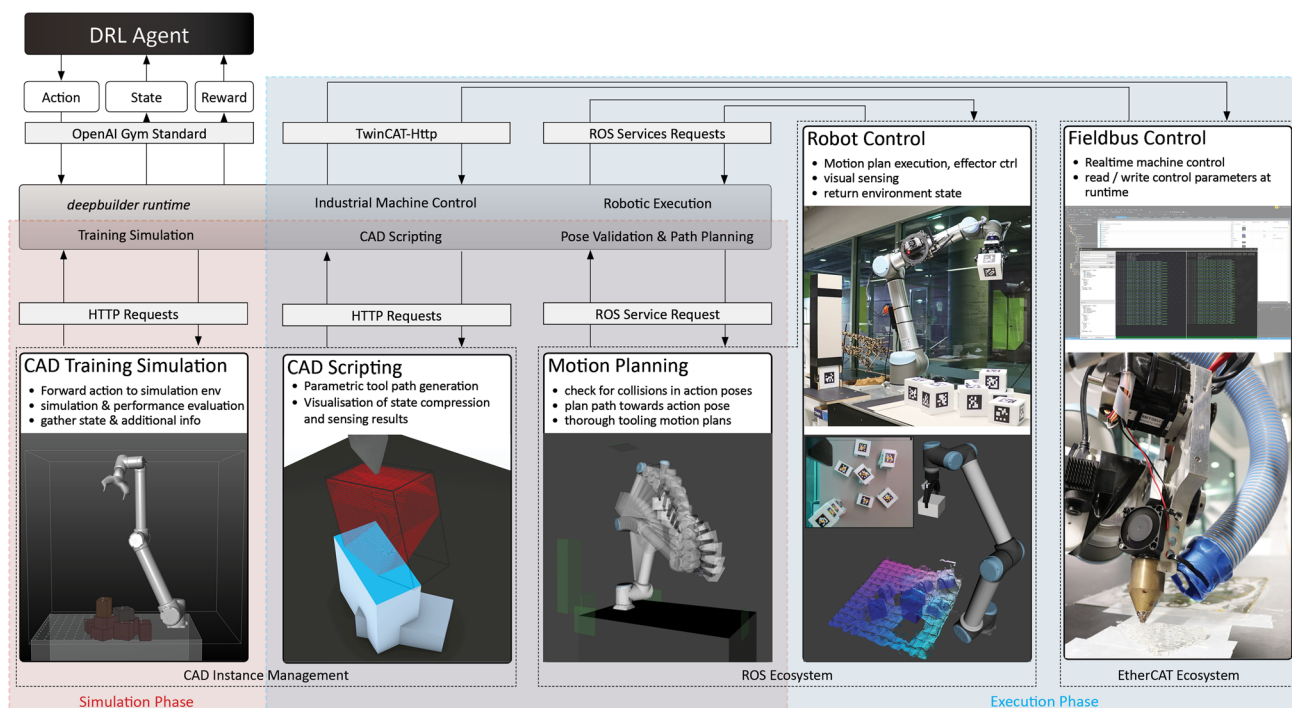 DRL Agent
Action
State
Reward
OpenAI Gym Standard
TwinCAT-Http
ROS Services Requests
deepbuilder runtime
Industrial Machine Control
Robotic Execution
Training Simulation
CAD Scripting
Pose Validation & Path Planning
HTTP Requests
HTTP Requests
ROS Service Request
CAD Training Simulation
• Forward action to simulation env
• simulation & performance evaluation
• gather state & additional info
CAD Scripting
• Parametric tool path generation
• Visualisation of state compression
and sensing results
Motion Planning
• check for collisions in action poses
• plan path towards action pose
• thorough tooling motion plans
Robot Control
• Motion plan execution, effector ctrl
• visual sensing
• return environment state
Fieldbus Control
• Realtime machine control
• read / write control parameters at
runtime
CAD Instance Management
ROS Ecosystem
EtherCAT Ecosystem
Simulation Phase
Execution Phase